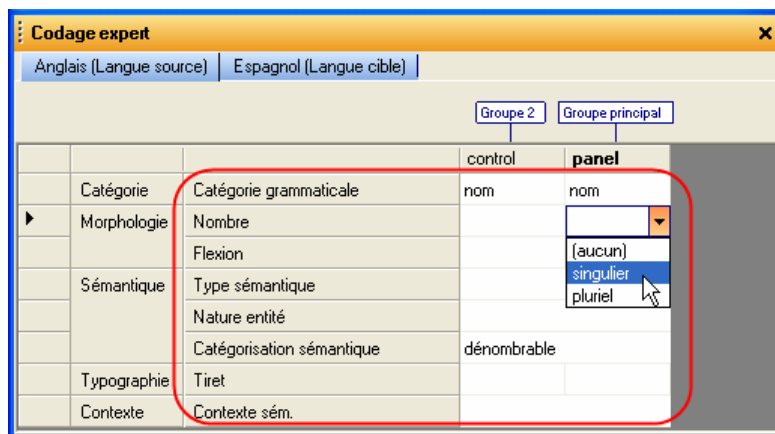 Codage expert
Anglais (Langue source) Espagnol (Langue cible)
Groupe 2 Groupe principal
control panel
Catégorie Catégorie grammaticale nom nom
Morphologie Nombre
(aucun)
Flexion
singulier
Sémantique Type sémantique
pluriel
Nature entité
Catégorisation sémantique dénombrable
Typographie Tiret
Contexte Contexte sém.